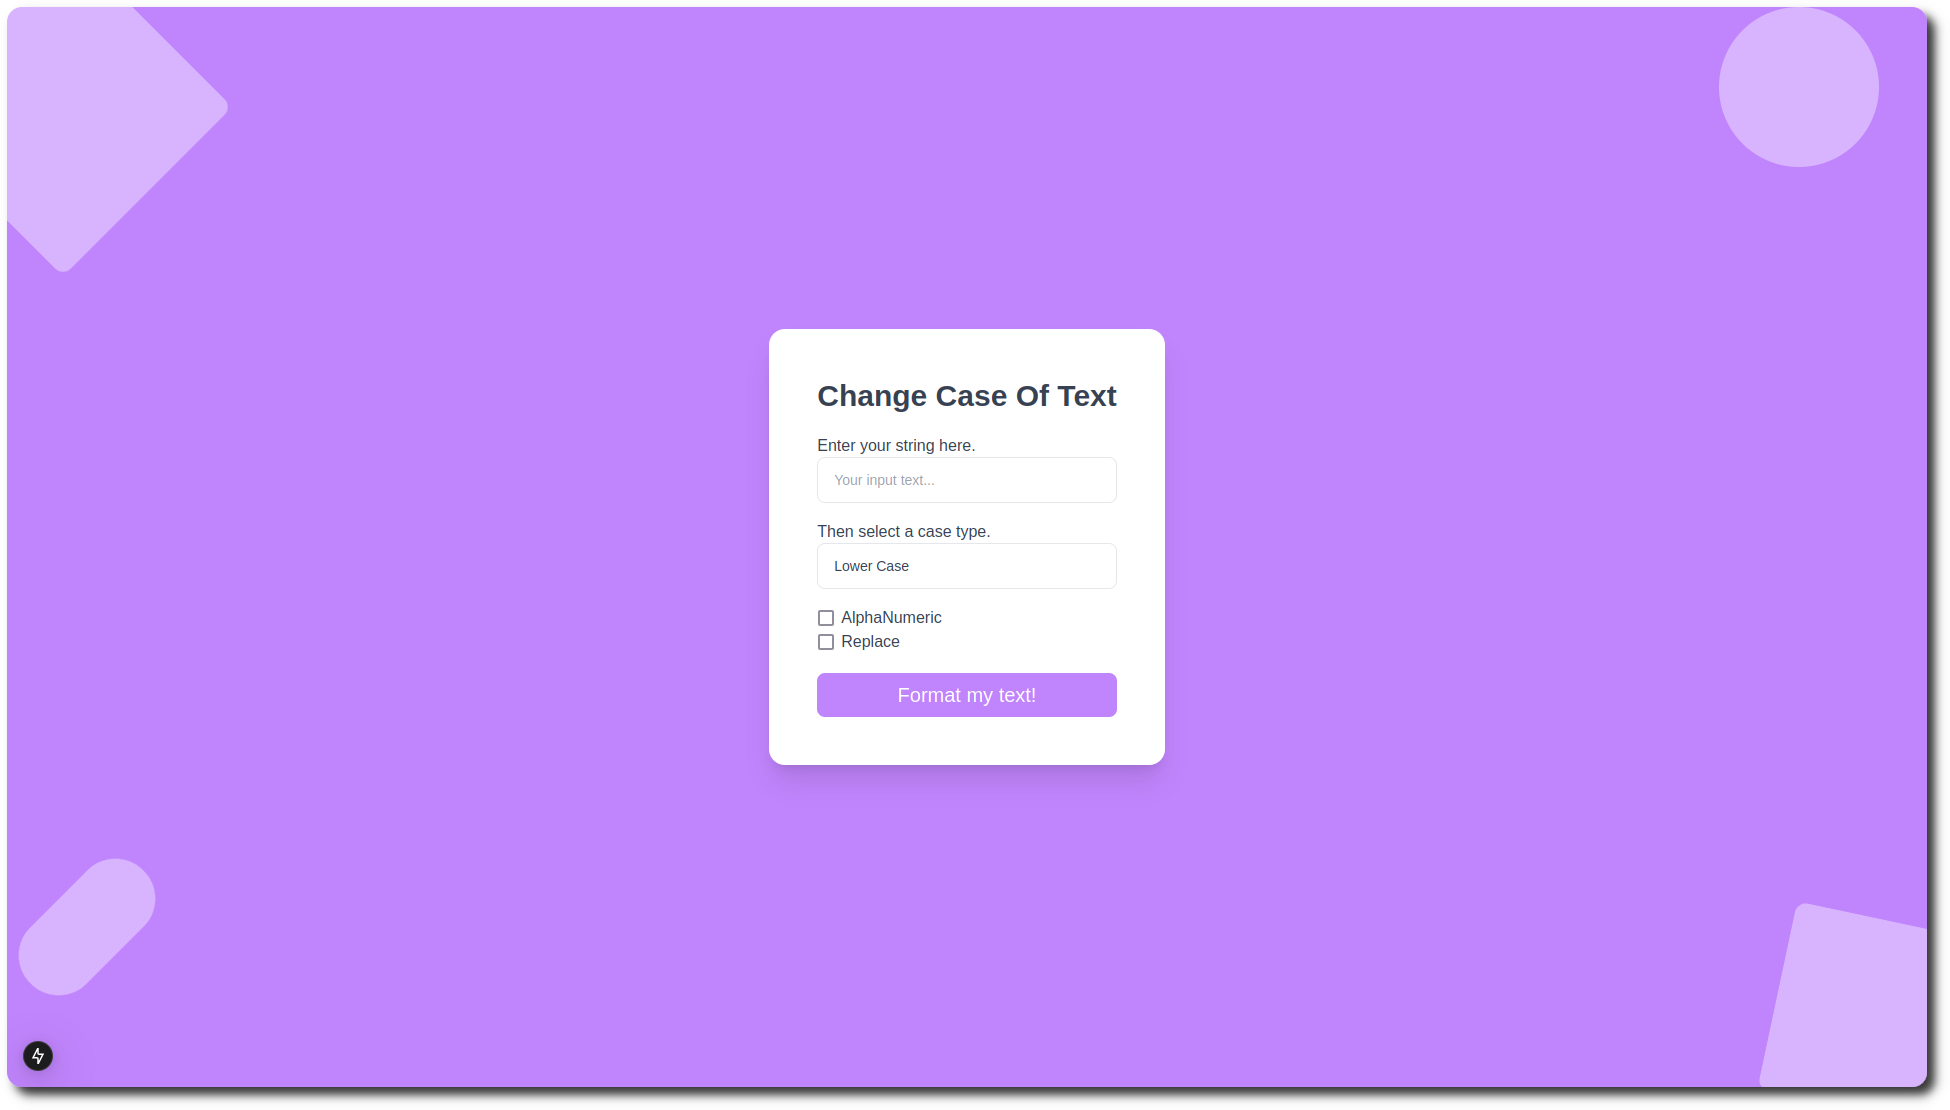 Change Case Of Text
Enter your string here.
Your input text...
Then select a case type.
Lower Case
AlphaNumeric
Replace
Format my text!